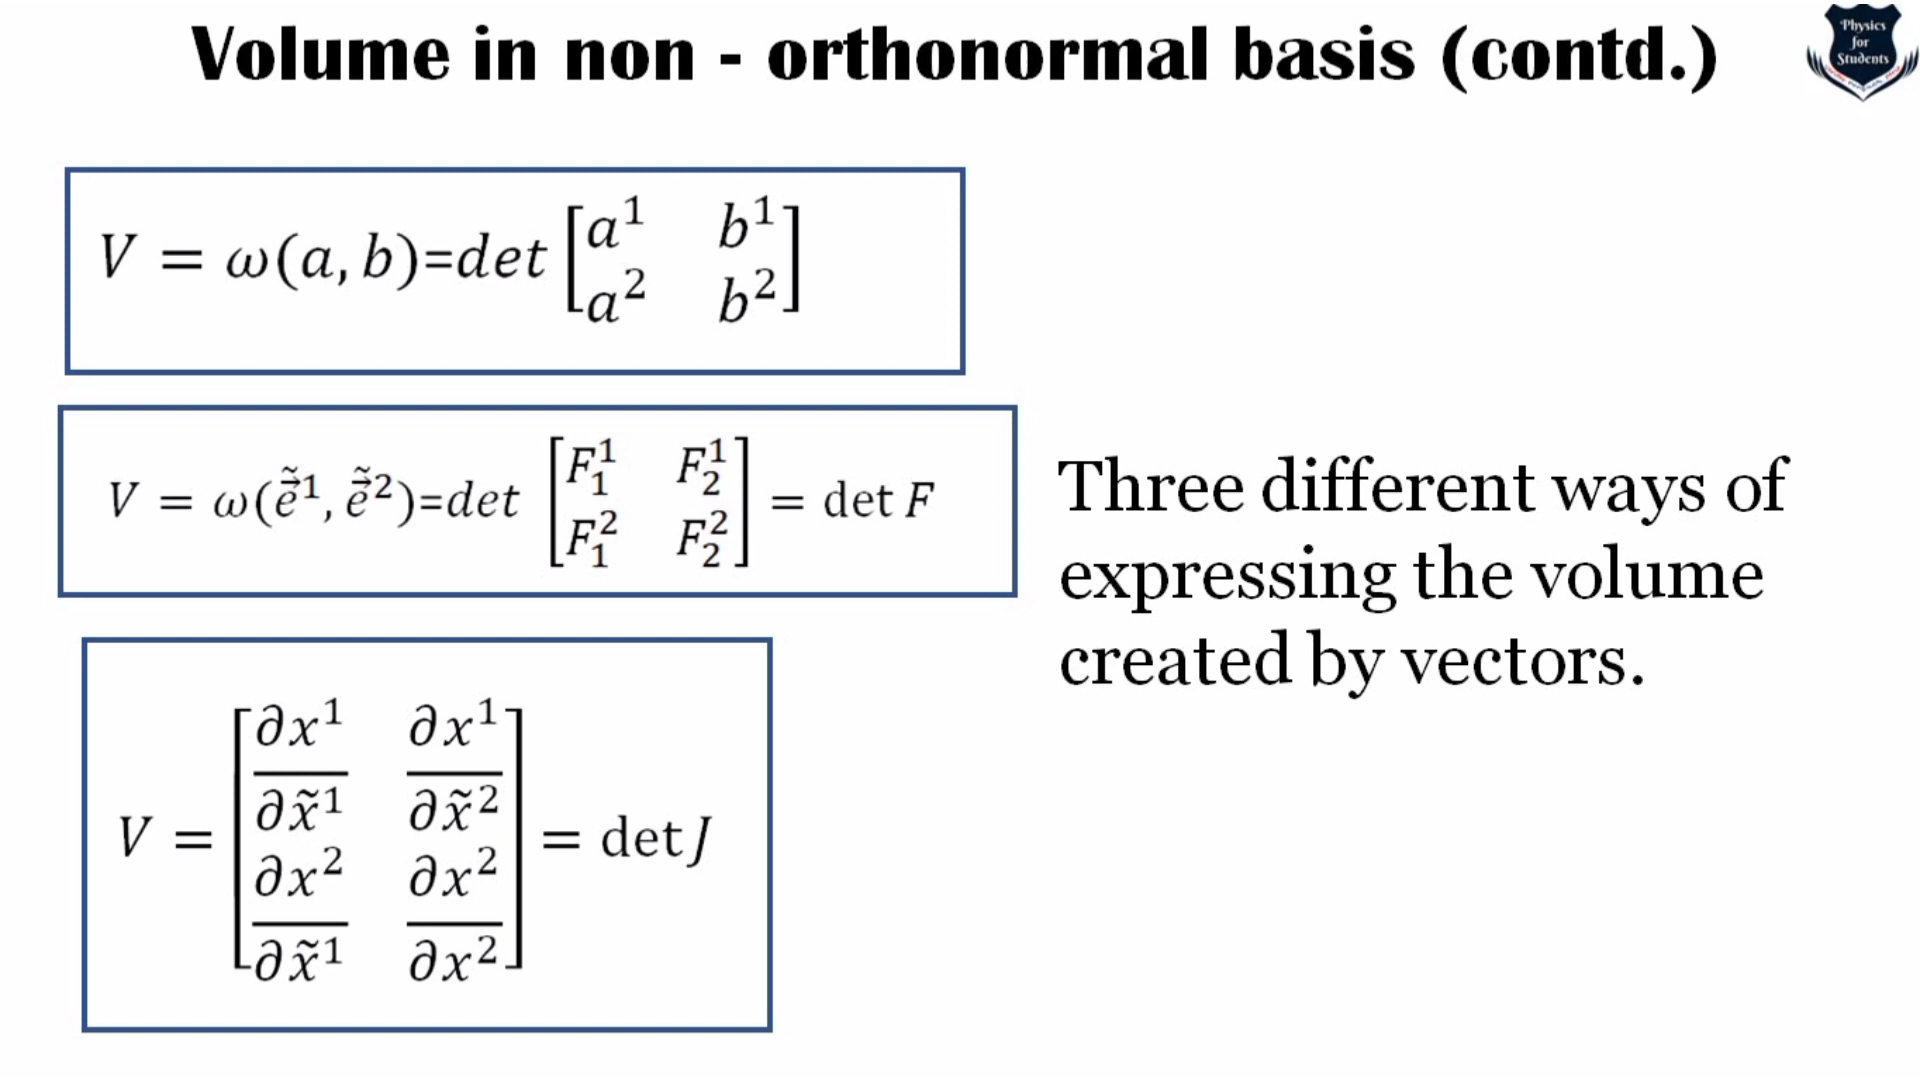 Volume in non - orthonormal basis (contd.)
Physics
for
Students
V = ω(a, b)=det [a¹ b¹
a² b²]
V = ω(ẽ⃗¹, ẽ⃗²)=det [F₁¹ F₂¹
F₁² F₂²] = det F
Three different ways of
expressing the volume
created by vectors.
V = [∂x¹/∂x̃¹ ∂x¹/∂x̃²
∂x²/∂x̃¹ ∂x²/∂x²] = det J